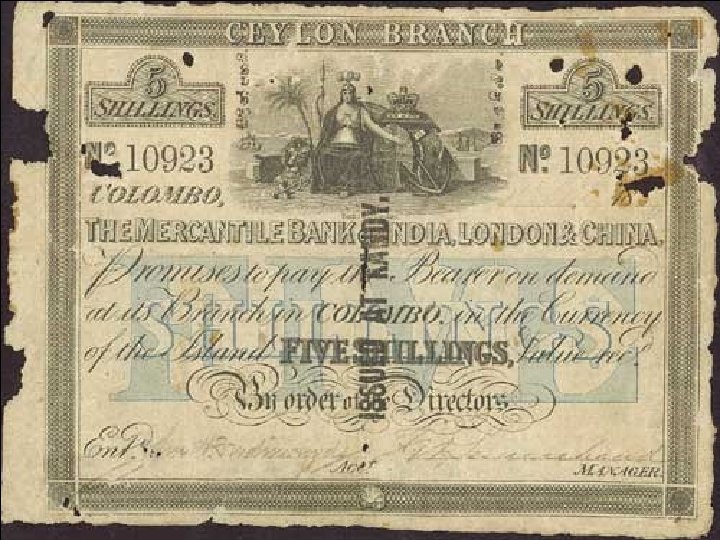 CEYLON BRANCH
5 SHILLINGS
5 SHILLINGS
Nº 10923
Nº 10923
COLOMBO,
THE MERCANTILE BANK OF INDIA, LONDON & CHINA,
Promises to pay the Bearer on demand
at its Branch in COLOMBO, in the Currency
of the Island FIVE SHILLINGS, Value recd.
By order of the Directors
Entd.
Acct.
MANAGER.
ISSUED AT KANDY.